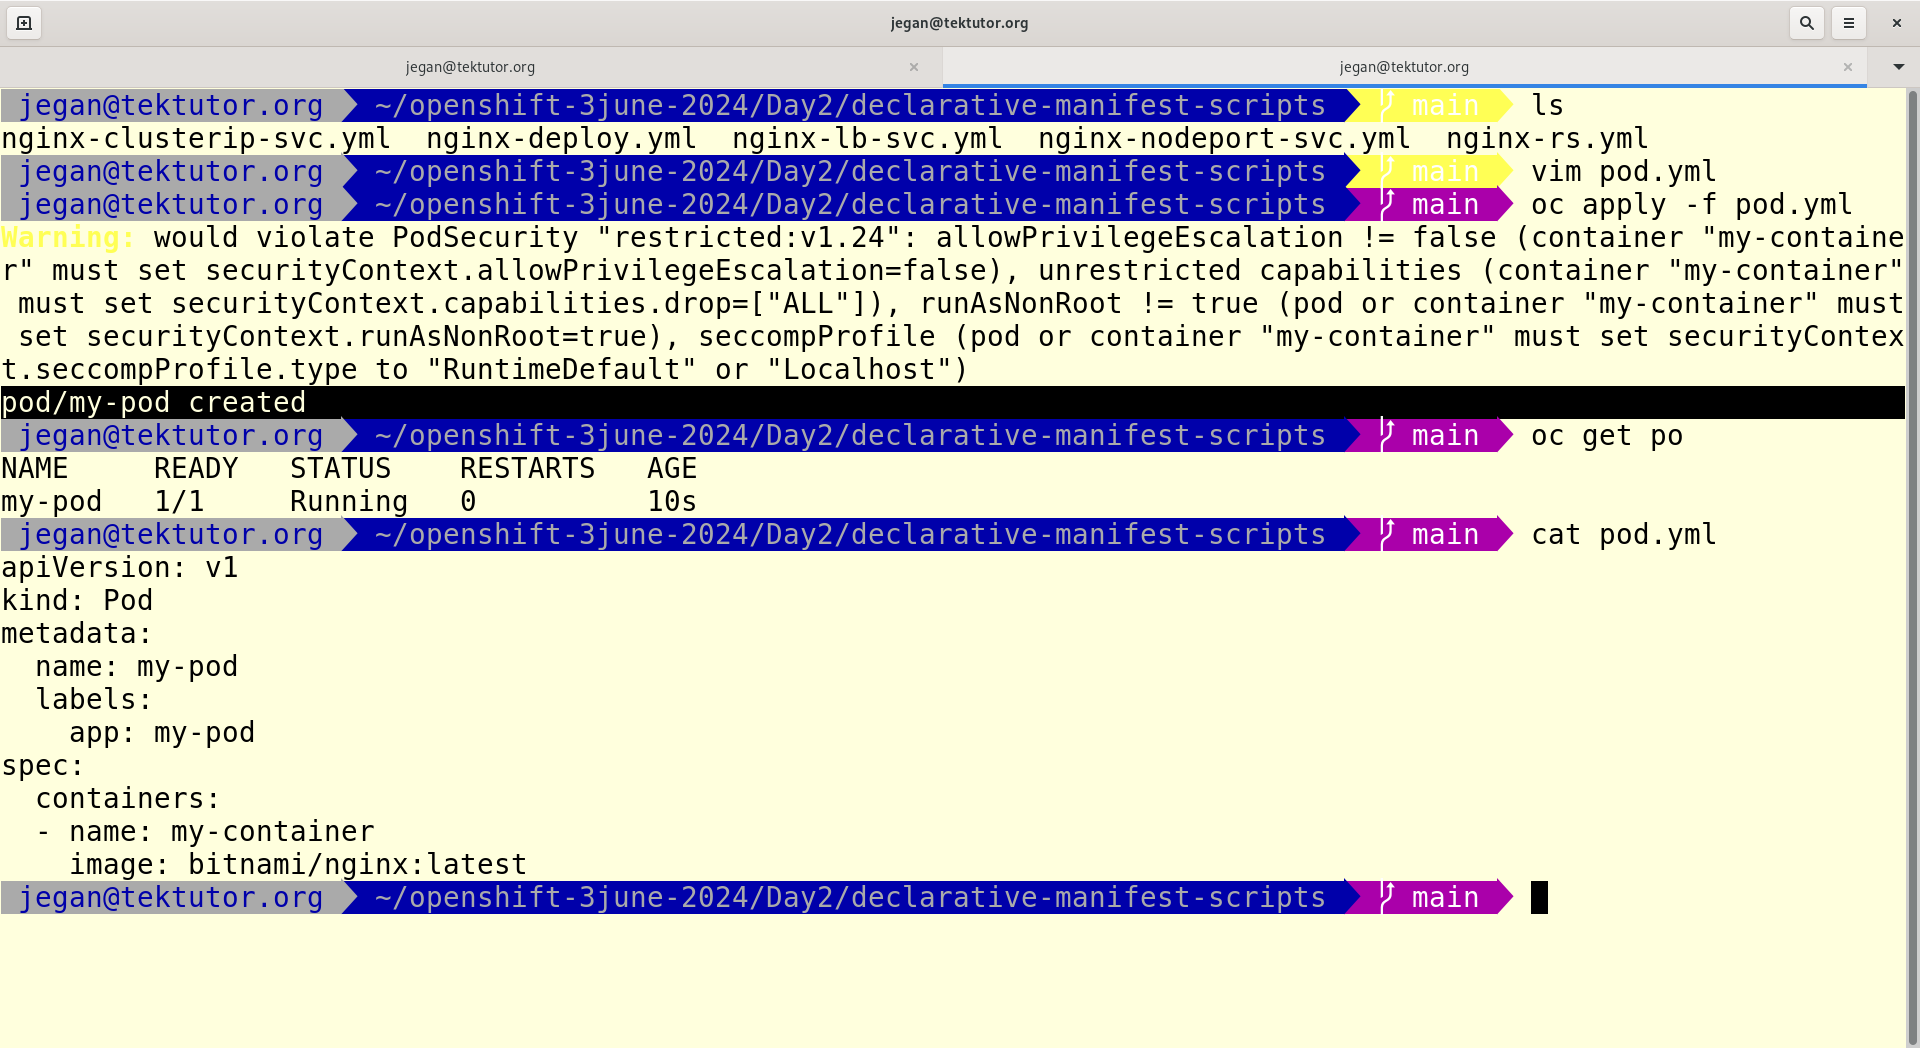 jegan@tektutor.org
jegan@tektutor.org jegan@tektutor.org
jegan@tektutor.org ~/openshift-3june-2024/Day2/declarative-manifest-scripts main ls
nginx-clusterip-svc.yml  nginx-deploy.yml  nginx-lb-svc.yml  nginx-nodeport-svc.yml  nginx-rs.yml
jegan@tektutor.org ~/openshift-3june-2024/Day2/declarative-manifest-scripts main vim pod.yml
jegan@tektutor.org ~/openshift-3june-2024/Day2/declarative-manifest-scripts main oc apply -f pod.yml
Warning: would violate PodSecurity "restricted:v1.24": allowPrivilegeEscalation != false (container "my-containe
r" must set securityContext.allowPrivilegeEscalation=false), unrestricted capabilities (container "my-container"
 must set securityContext.capabilities.drop=["ALL"]), runAsNonRoot != true (pod or container "my-container" must
 set securityContext.runAsNonRoot=true), seccompProfile (pod or container "my-container" must set securityContex
t.seccompProfile.type to "RuntimeDefault" or "Localhost")
pod/my-pod created
jegan@tektutor.org ~/openshift-3june-2024/Day2/declarative-manifest-scripts main oc get po
NAME     READY   STATUS    RESTARTS   AGE
my-pod   1/1     Running   0          10s
jegan@tektutor.org ~/openshift-3june-2024/Day2/declarative-manifest-scripts main cat pod.yml
apiVersion: v1
kind: Pod
metadata:
  name: my-pod
  labels:
    app: my-pod
spec:
  containers:
  - name: my-container
    image: bitnami/nginx:latest
jegan@tektutor.org ~/openshift-3june-2024/Day2/declarative-manifest-scripts main